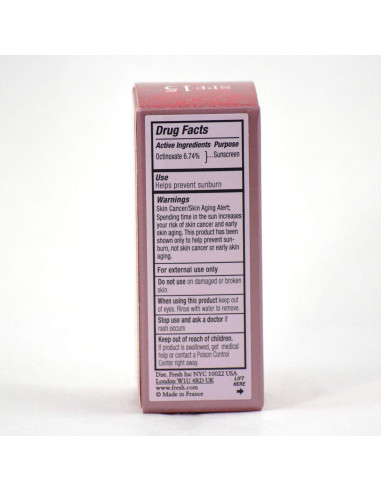 SPF 15
Drug Facts
Active Ingredients Purpose
Octinoxate 6.74% }...Sunscreen
Use
Helps prevent sunburn
Warnings
Skin Cancer/Skin Aging Alert;
Spending time in the sun increases
your risk of skin cancer and early
skin aging. This product has been
shown only to help prevent sun-
burn, not skin cancer or early skin
aging.
For external use only
Do not use on damaged or broken
skin
When using this product keep out
of eyes. Rinse with water to remove.
Stop use and ask a doctor if
rash occurs
Keep out of reach of children.
If product is swallowed, get medical
help or contact a Poison Control
Center right away.
Dist. Fresh Inc NYC 10022 USA
London W1U 4RD UK
www.fresh.com
© Made in France
LIFT
HERE
→